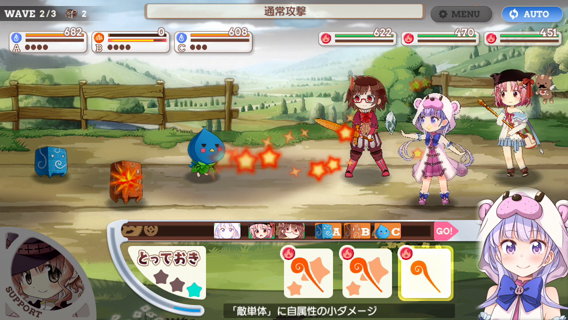 WAVE 2/3 2
通常攻撃
MENU
AUTO
682
A
0
B
608
C
622
470
451
A B C GO!
とっておき
SUPPORT
「敵単体」に自属性の小ダメージ